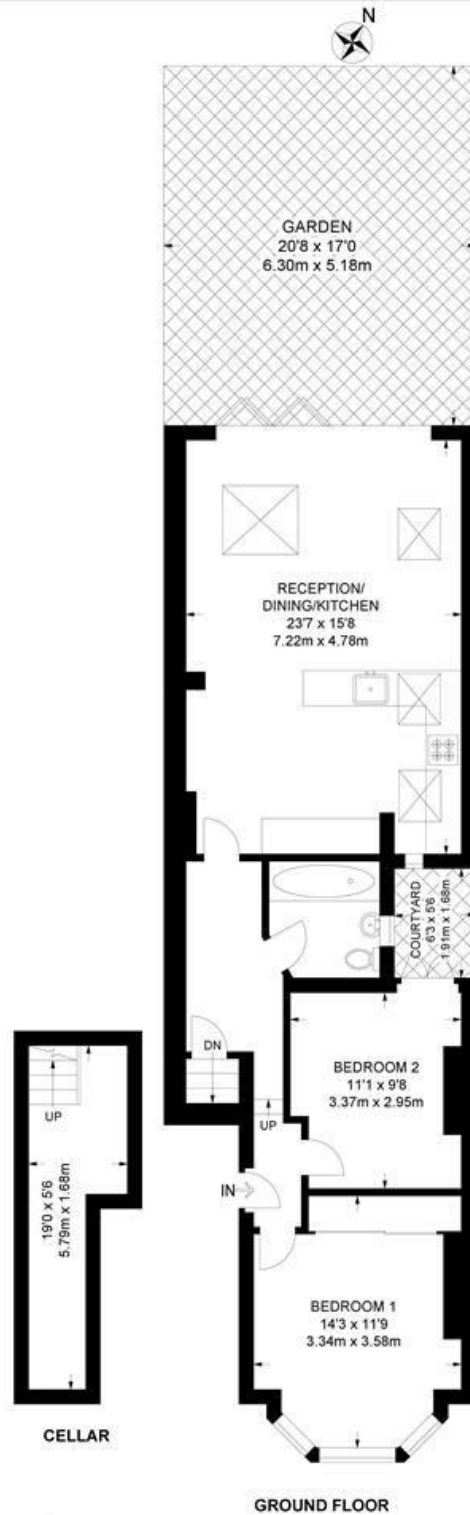 N
GARDEN
20'8 x 17'0
6.30m x 5.18m
RECEPTION/
DINING/KITCHEN
23'7 x 15'8
7.22m x 4.78m
COURTYARD
6'3 x 5'6
1.91m x 1.68m
DN
BEDROOM 2
11'1 x 9'8
3.37m x 2.95m
UP
IN
BEDROOM 1
14'3 x 11'9
3.34m x 3.58m
UP
19'0 x 5'6
5.79m x 1.68m
CELLAR
GROUND FLOOR